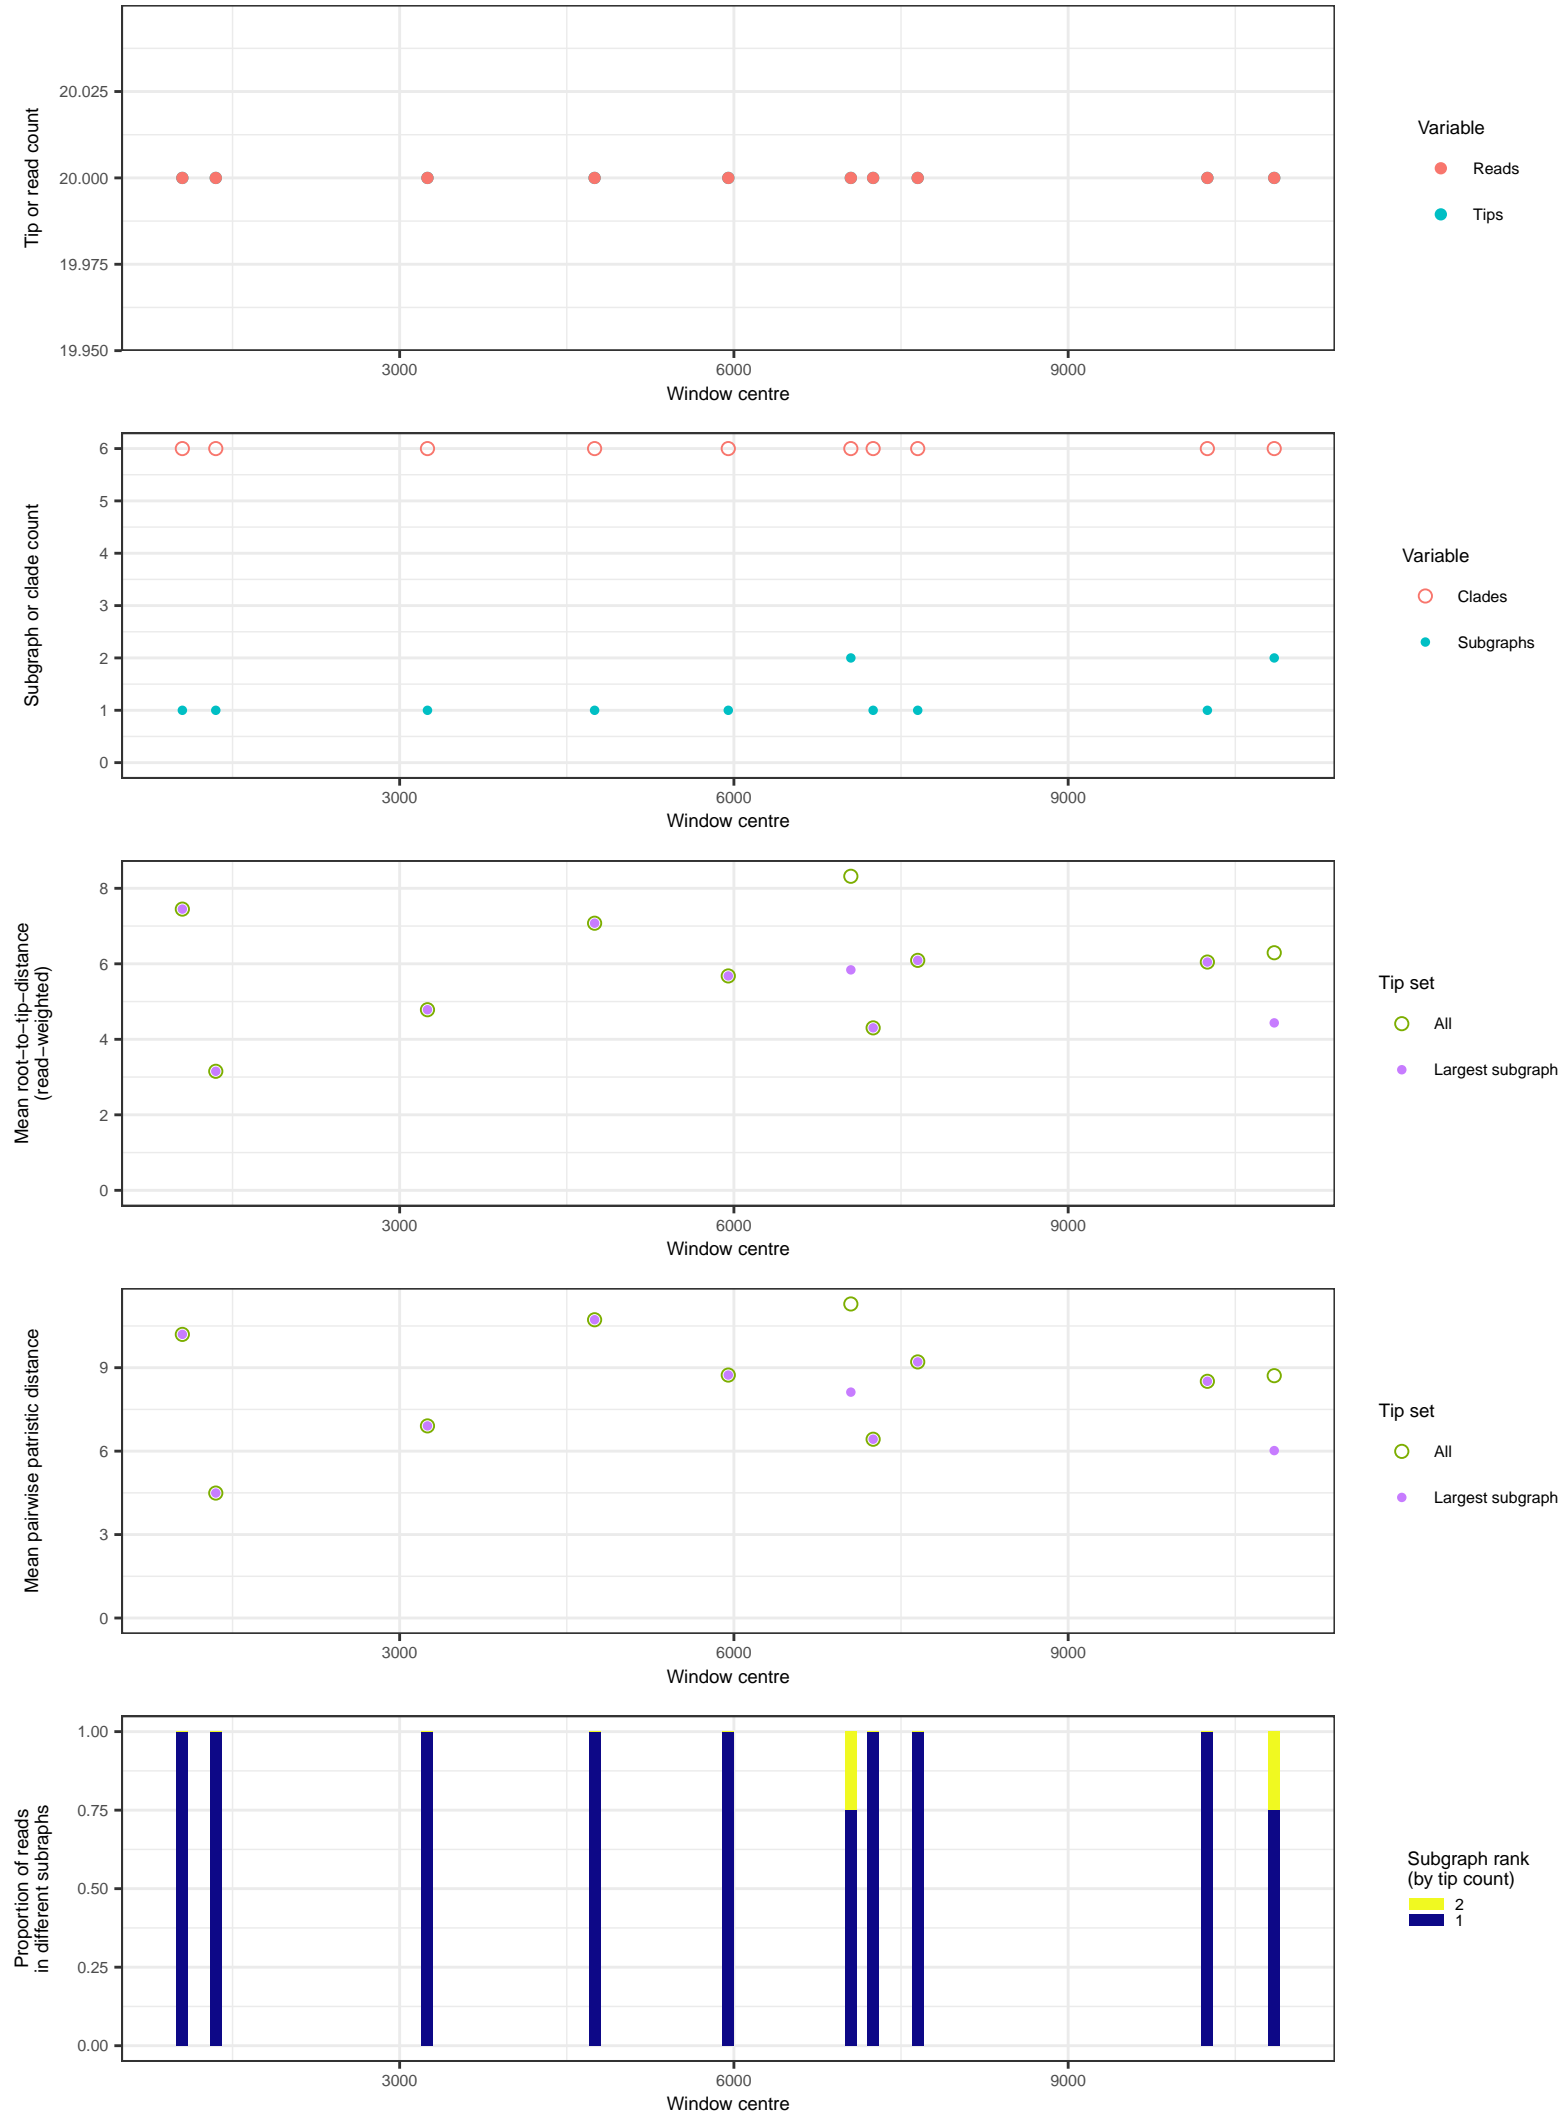 Tip or read count
20.025
20.000
19.975
19.950
3000
6000
9000
Window centre
Variable
Reads
Tips
Subgraph or clade count
6
5
4
3
2
1
0
3000
6000
9000
Window centre
Variable
Clades
Subgraphs
Mean root−to−tip−distance
(read−weighted)
8
6
4
2
0
3000
6000
9000
Window centre
Tip set
All
Largest subgraph
Mean pairwise patristic distance
9
6
3
0
3000
6000
9000
Window centre
Tip set
All
Largest subgraph
Proportion of reads
in different subraphs
1.00
0.75
0.50
0.25
0.00
3000
6000
9000
Window centre
Subgraph rank
(by tip count)
2
1